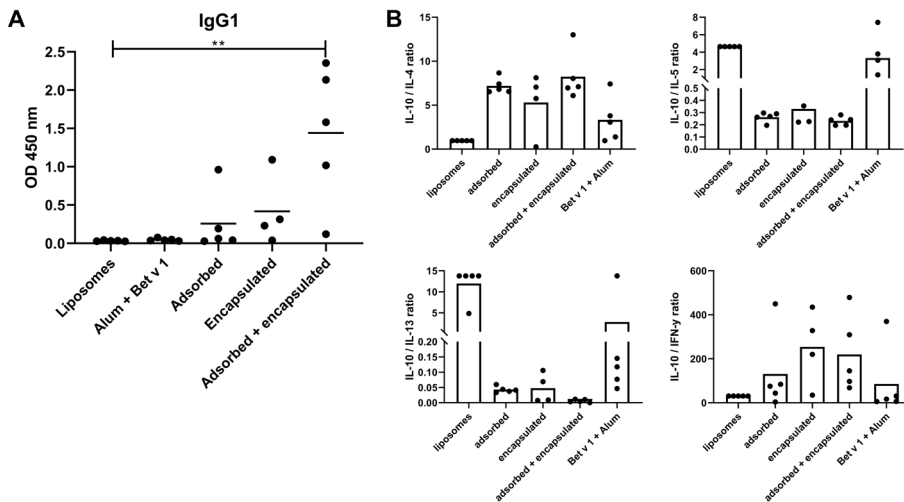 A
IgG1
**
2.5
2.0
1.5
1.0
0.5
0.0
OD 450 nm
Liposomes
Alum + Bet v 1
Adsorbed
Encapsulated
Adsorbed + encapsulated
B
15
10
5
0
IL-10 / IL-4 ratio
liposomes
adsorbed
encapsulated
adsorbed + encapsulated
Bet v 1 + Alum
8
6
4
2
0.5
0.4
0.3
0.2
0.1
0.0
IL-10 / IL-5 ratio
liposomes
adsorbed
encapsulated
adsorbed + encapsulated
Bet v 1 + Alum
15
10
5
0.20
0.15
0.10
0.05
0.00
IL-10 / IL-13 ratio
liposomes
adsorbed
encapsulated
adsorbed + encapsulated
Bet v 1 + Alum
600
400
200
0
IL-10 / IFN-y ratio
liposomes
adsorbed
encapsulated
adsorbed + encapsulated
Bet v 1 + Alum